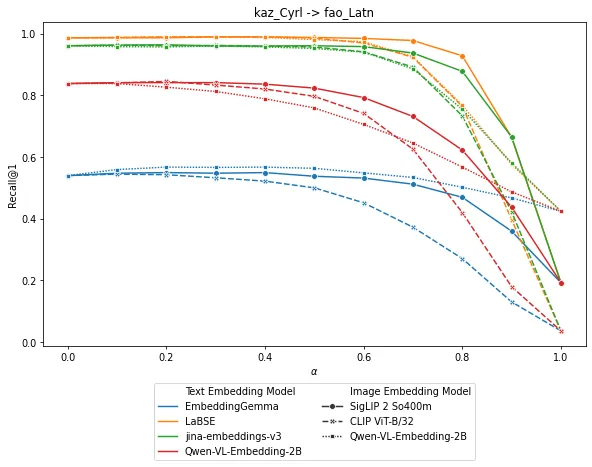 kaz_Cyrl -> fao_Latn
Recall@1
1.0
0.8
0.6
0.4
0.2
0.0
0.0 0.2 0.4 0.6 0.8 1.0
α
Text Embedding Model Image Embedding Model
EmbeddingGemma SigLIP 2 So400m
LaBSE CLIP ViT-B/32
jina-embeddings-v3 Qwen-VL-Embedding-2B
Qwen-VL-Embedding-2B